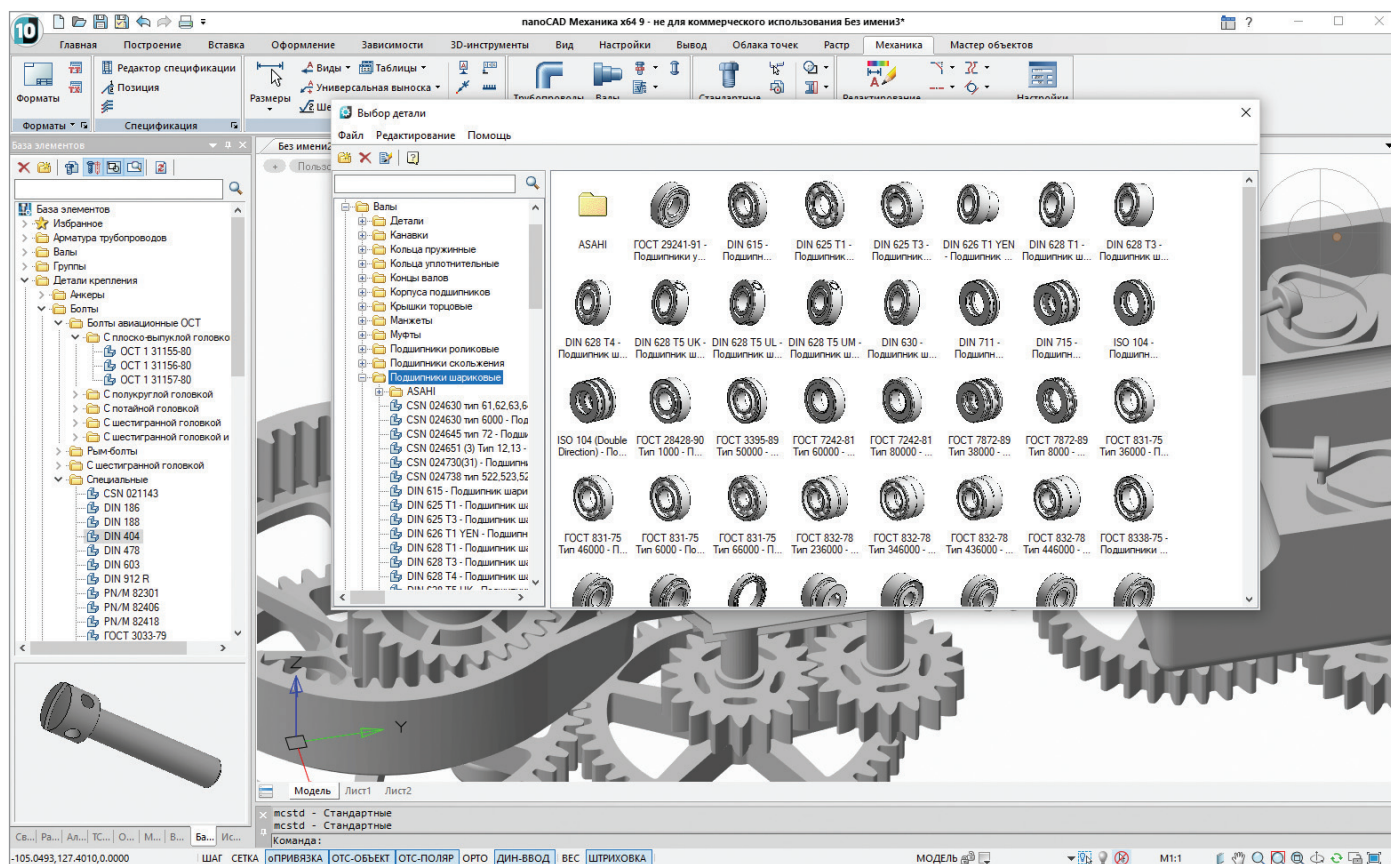 10
nanoCAD Механика x64 9 - не для коммерческого использования Без имени3*
?
Главная Построение Вставка Оформление Зависимости 3D-инструменты Вид Настройки Вывод Облака точек Растр Механика Мастер объектов
Форматы
Редактор спецификации
Позиция
Размеры
Виды
Таблицы
Универсальная выноска
Форматы
Спецификация
База элементов
База элементов
Избранное
Арматура трубопроводов
Валы
Группы
Детали крепления
Анкеры
Болты
Болты авиационные ОСТ
С плоско-выпуклой головко
ОСТ 1 31155-80
ОСТ 1 31156-80
ОСТ 1 31157-80
С полукруглой головкой
С потайной головкой
С шестигранной головкой
С шестигранной головкой и
Рым-болты
С шестигранной головкой
Специальные
CSN 021143
DIN 186
DIN 188
DIN 404
DIN 478
DIN 603
DIN 912 R
PN/M 82301
PN/M 82406
PN/M 82418
ГОСТ 3033-79
Св... Ра... Ал... ТС... О... М... В... Ба... Ис...
Без имени2
Выбор детали
Файл Редактирование Помощь
Валы
Детали
Канавки
Кольца пружинные
Кольца уплотнительные
Концы валов
Корпуса подшипников
Крышки торцовые
Манжеты
Муфты
Подшипники роликовые
Подшипники скольжения
Подшипники шариковые
ASAHI
CSN 024630 тип 61,62,63,6
CSN 024630 тип 6000 - Под
CSN 024645 тип 72 - Подши
CSN 024651 (3) Тип 12,13 -
CSN 024730(31) - Подшипни
CSN 024738 тип 522,523,52
DIN 615 - Подшипник шари
DIN 625 T1 - Подшипник ша
DIN 625 T3 - Подшипник ша
DIN 626 T1 YEN - Подшипн
DIN 628 T1 - Подшипник ша
DIN 628 T3 - Подшипник ша
DIN 628 T4 - Подшипник ша
ASAHI
ГОСТ 29241-91 - Подшипники у...
DIN 615 - Подшипн...
DIN 625 T1 - Подшипник...
DIN 625 T3 - Подшипник...
DIN 626 T1 YEN - Подшипник ...
DIN 628 T1 - Подшипник ш...
DIN 628 T3 - Подшипник ш...
DIN 628 T4 - Подшипник ш...
DIN 628 T5 UK - Подшипник ш...
DIN 628 T5 UL - Подшипник ш...
DIN 628 T5 UM - Подшипник ш...
DIN 630 - Подшипник ш...
DIN 711 - Подшипн...
DIN 715 - Подшипн...
ISO 104 - Подшипн...
ISO 104 (Double Direction) - По...
ГОСТ 28428-90 Тип 1000 - П...
ГОСТ 3395-89 Тип 50000 - ...
ГОСТ 7242-81 Тип 60000 - ...
ГОСТ 7242-81 Тип 80000 - ...
ГОСТ 7872-89 Тип 38000 - ...
ГОСТ 7872-89 Тип 8000 - ...
ГОСТ 831-75 Тип 36000 - П...
ГОСТ 831-75 Тип 46000 - П...
ГОСТ 831-75 Тип 6000 - По...
ГОСТ 831-75 Тип 66000 - П...
ГОСТ 832-78 Тип 236000 - ...
ГОСТ 832-78 Тип 346000 - ...
ГОСТ 832-78 Тип 436000 - ...
ГОСТ 832-78 Тип 446000 - ...
ГОСТ 8338-75 - Подшипники ...
Z
Y
Модель Лист1 Лист2
mcstd - Стандартные
mcstd - Стандартные
Команда:
-105.0493,127.4010,0.0000 ШАГ СЕТКА оПРИВЯЗКА ОТС-ОБЪЕКТ ОТС-ПОЛЯР ОРТО ДИН-ВВОД ВЕС ШТРИХОВКА МОДЕЛЬ М1:1